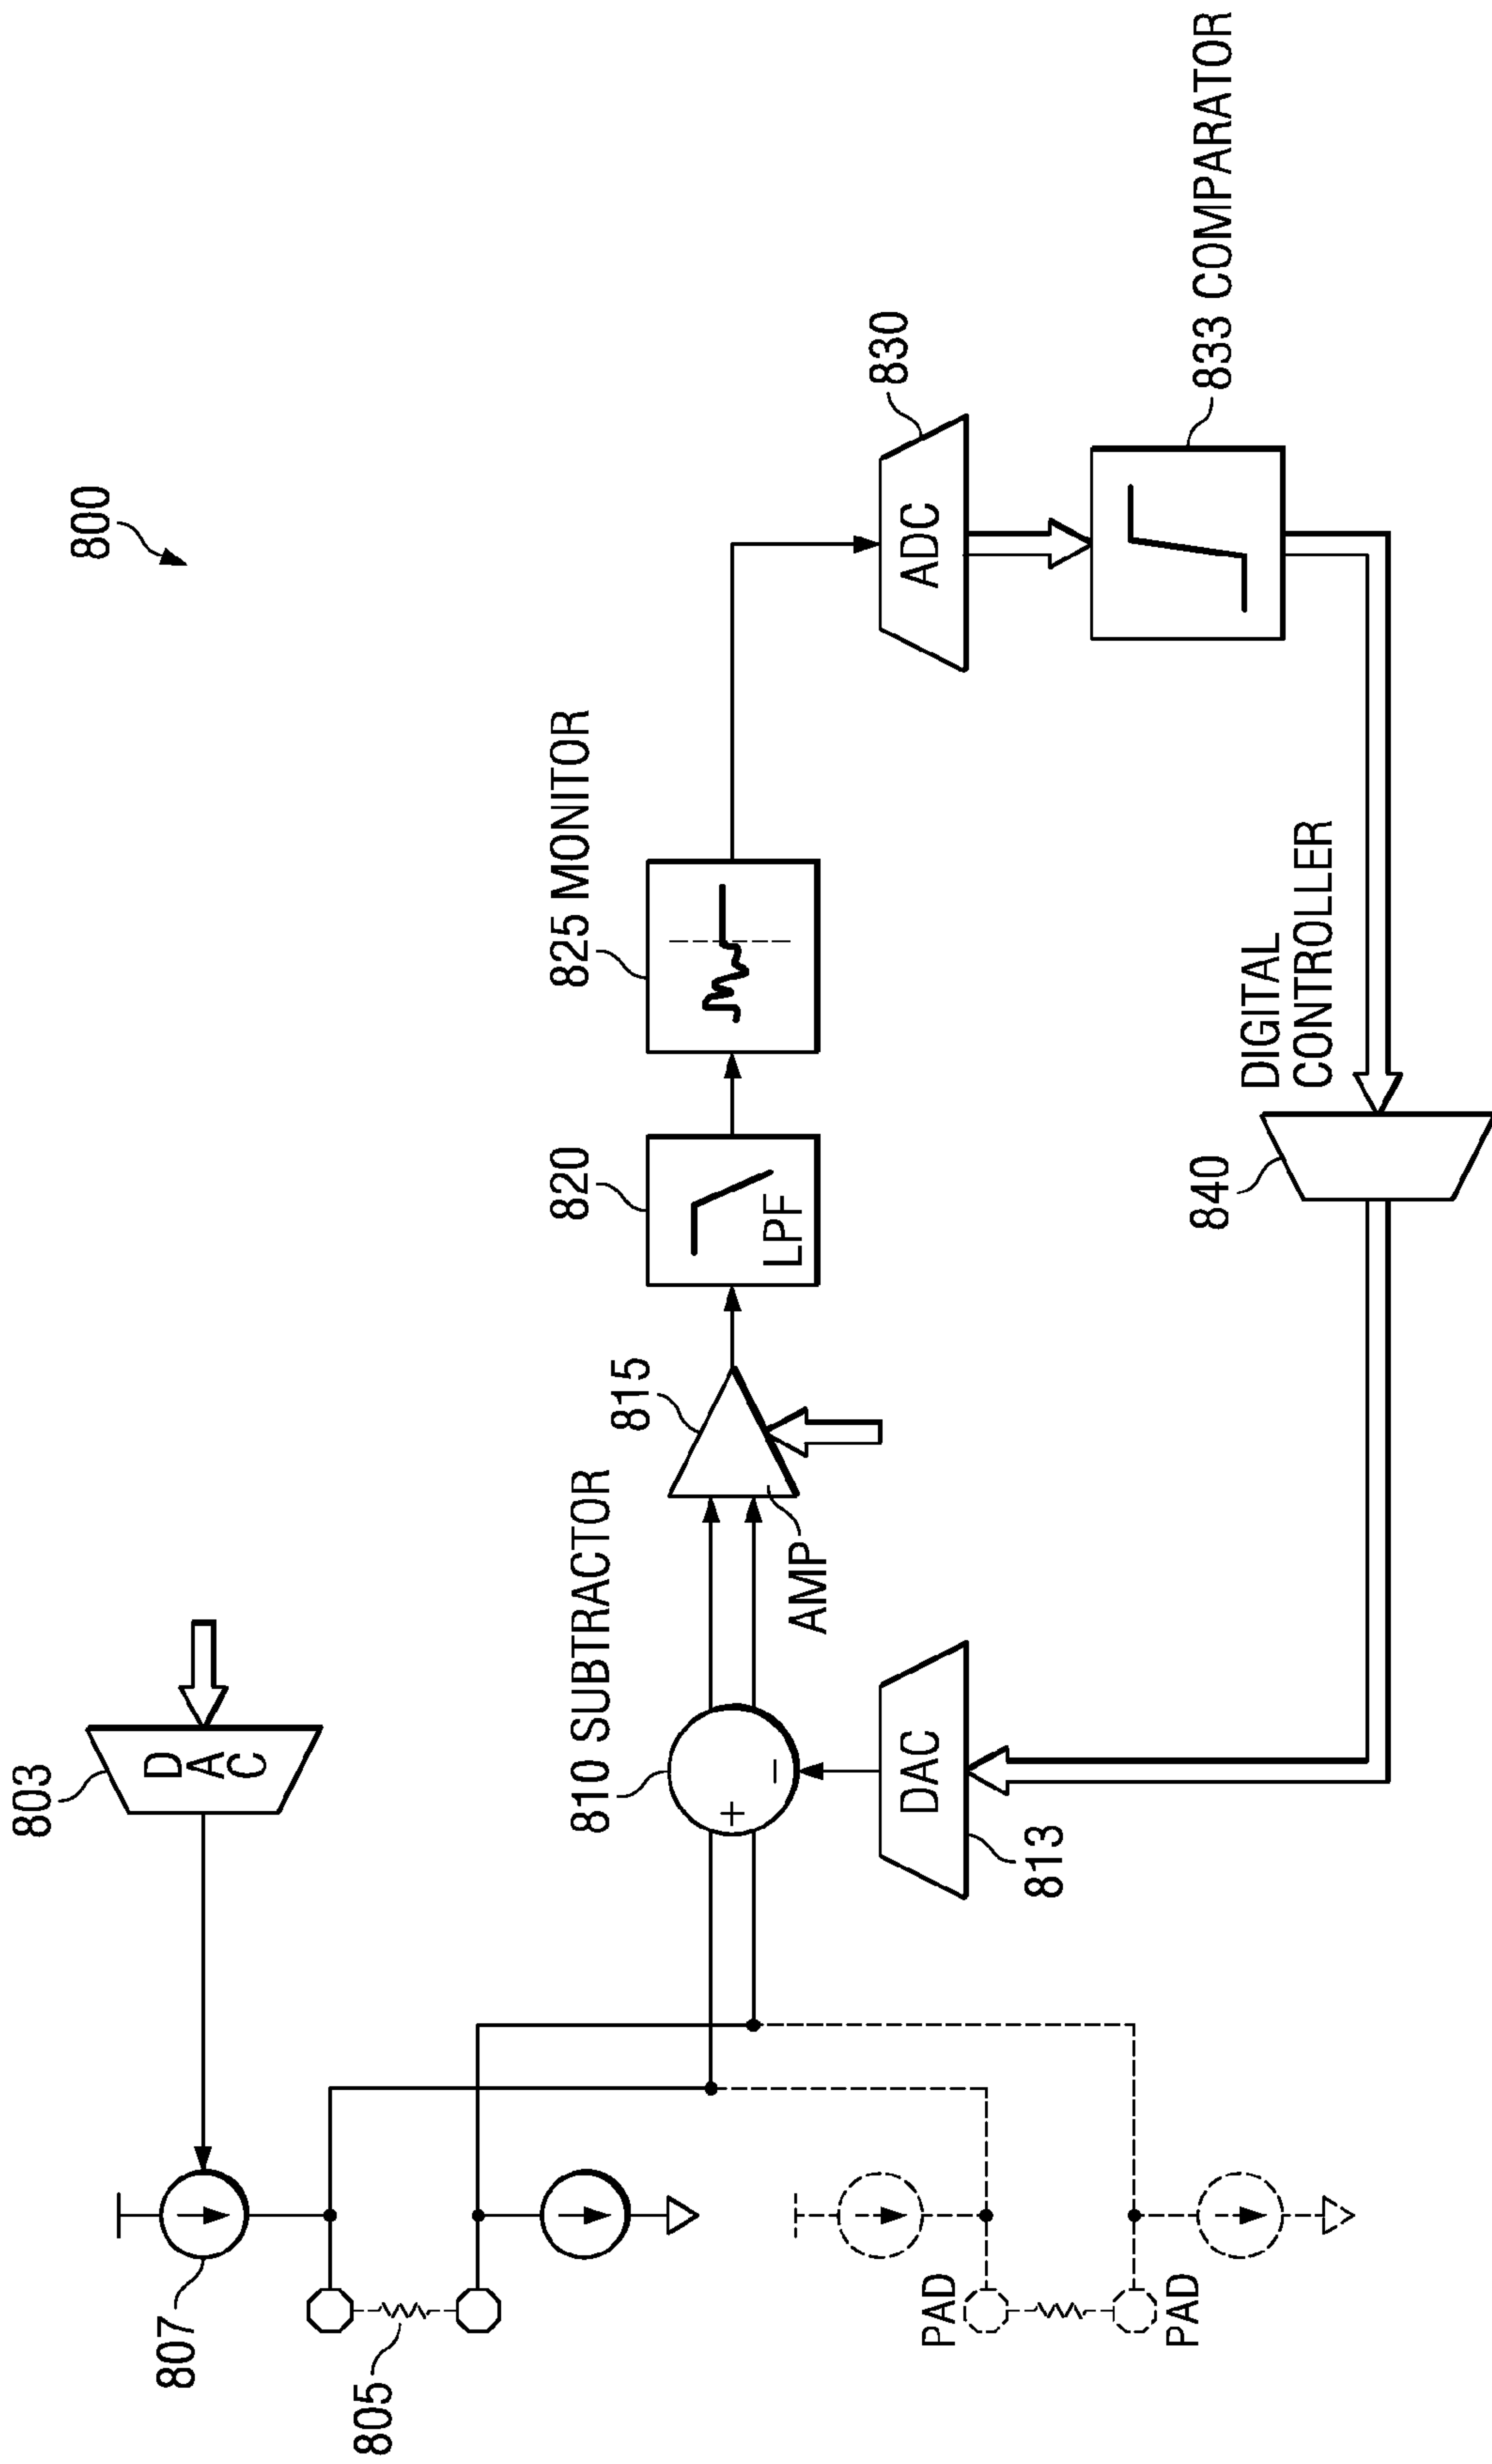 800
803
DAC
807
805
810 SUBTRACTOR
815
AMP
820
LPF
825 MONITOR
830
ADC
833 COMPARATOR
DAC
813
DIGITAL
CONTROLLER
840
PAD
PAD